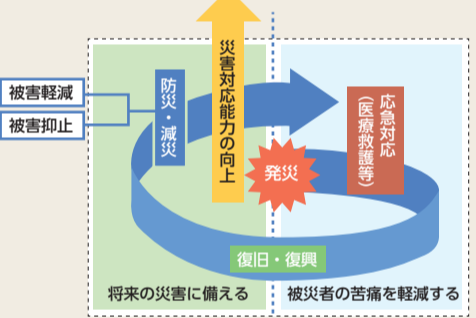 被害軽減
被害抑止
防災・減災
災害対応能力の向上
発災
応急対応
（医療救護等）
復旧・復興
将来の災害に備える
被災者の苦痛を軽減する